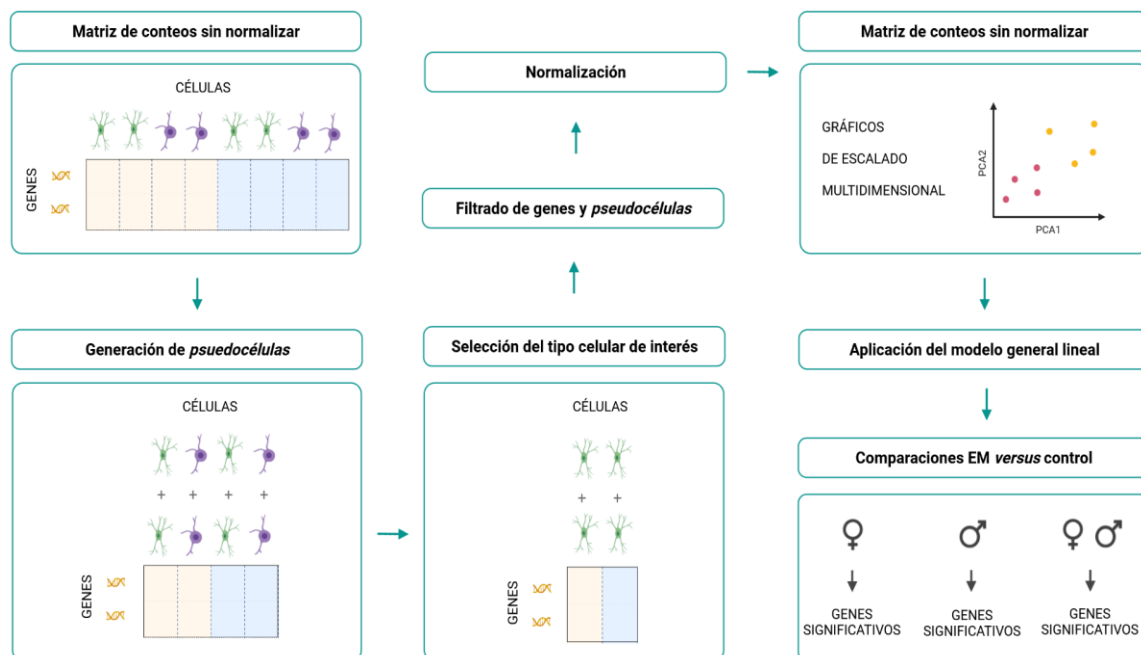 Matriz de conteos sin normalizar
CÉLULAS
GENES
Generación de psuedocélulas
CÉLULAS
+ + + +
GENES
Selección del tipo celular de interés
CÉLULAS
+ +
GENES
Filtrado de genes y pseudocélulas
Normalización
Matriz de conteos sin normalizar
GRÁFICOS
DE ESCALADO
MULTIDIMENSIONAL
PCA2
PCA1
Aplicación del modelo general lineal
Comparaciones EM versus control
♀ ♂ ♀ ♂
GENES
SIGNIFICATIVOS
GENES
SIGNIFICATIVOS
GENES
SIGNIFICATIVOS